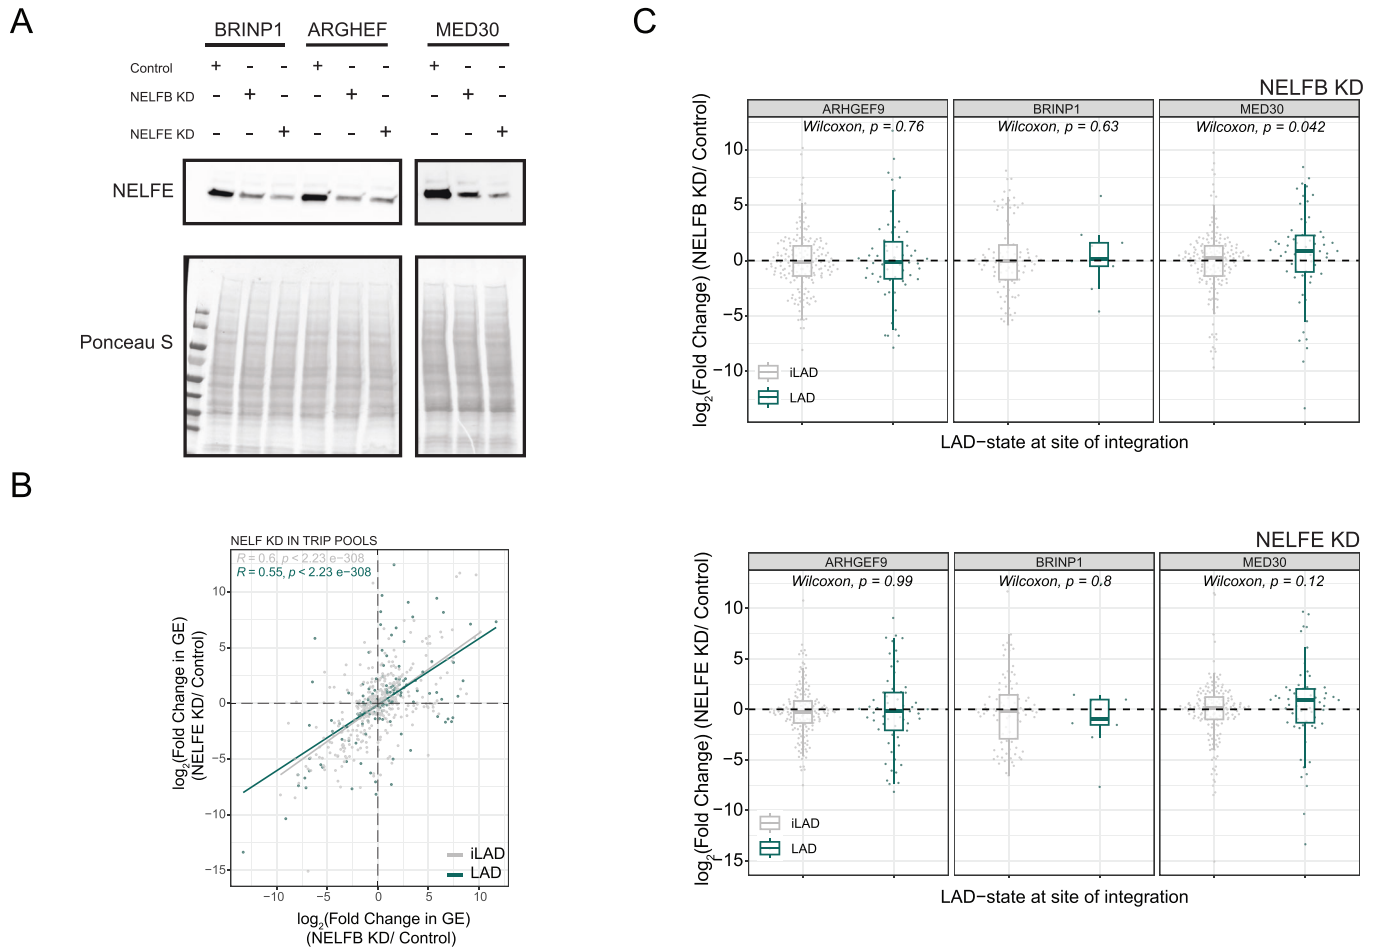 A
BRINP1 ARGHEF MED30
Control + - - + - - + - -
NELFB KD - + - - + - - + -
NELFE KD - - + - - + - - +
NELFE
Ponceau S
B
NELF KD IN TRIP POOLS
R = 0.6, p < 2.23 e−308
R = 0.55, p < 2.23 e−308
log2(Fold Change in GE)
(NELFE KD/ Control)
10
5
0
−5
−10
−15
iLAD
LAD
−10 −5 0 5 10
log2(Fold Change in GE)
(NELFB KD/ Control)
C
NELFB KD
ARHGEF9 BRINP1 MED30
Wilcoxon, p = 0.76 Wilcoxon, p = 0.63 Wilcoxon, p = 0.042
log2(Fold Change) (NELFB KD/ Control)
10
5
0
−5
−10
iLAD
LAD
LAD−state at site of integration
NELFE KD
ARHGEF9 BRINP1 MED30
Wilcoxon, p = 0.99 Wilcoxon, p = 0.8 Wilcoxon, p = 0.12
log2(Fold Change) (NELFE KD/ Control)
10
5
0
−5
−10
−15
iLAD
LAD
LAD−state at site of integration